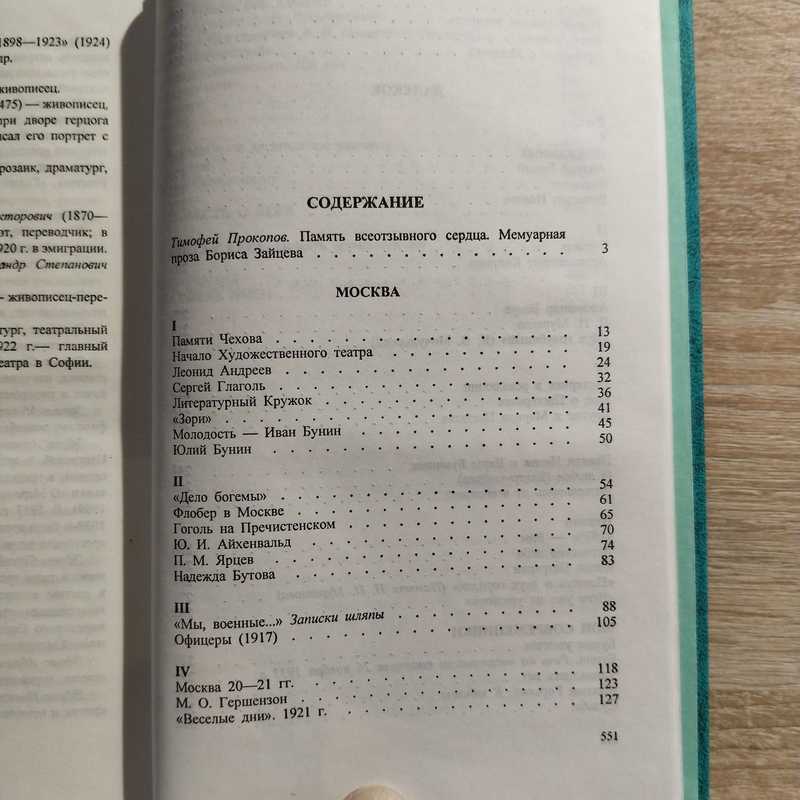 1898—1923» (1924)
живописец.
475) — живописец,
при дворе герцога
исал его портрет с
розаик, драматург,
кторович (1870—
эт, переводчик; в
920 г. в эмиграции.
андр Степанович
- живописец-пере-
тург, театральный
922 г.— главный
еатра в Софии.
СОДЕРЖАНИЕ
Тимофей Прокопов. Память всеотзывного сердца. Мемуарная
проза Бориса Зайцева . . . . . . . . . . . . . . . 3
МОСКВА
I
Памяти Чехова . . . . . . . . . . . . . . . 13
Начало Художественного театра . . . . . . . . . . 19
Леонид Андреев . . . . . . . . . . . . . . . 24
Сергей Глаголь . . . . . . . . . . . . . . . 32
Литературный Кружок . . . . . . . . . . . . . 36
«Зори» . . . . . . . . . . . . . . . . . . 41
Молодость — Иван Бунин . . . . . . . . . . . 45
Юлий Бунин . . . . . . . . . . . . . . . . 50
II
«Дело богемы» . . . . . . . . . . . . . . . 54
Флобер в Москве . . . . . . . . . . . . . . 61
Гоголь на Пречистенском . . . . . . . . . . . 65
Ю. И. Айхенвальд . . . . . . . . . . . . . 70
П. М. Ярцев . . . . . . . . . . . . . . . 74
Надежда Бутова . . . . . . . . . . . . . . 83
III
«Мы, военные...» Записки шляпы . . . . . . . . . 88
Офицеры (1917) . . . . . . . . . . . . . . 105
IV
Москва 20—21 гг. . . . . . . . . . . . . . 118
М. О. Гершензон . . . . . . . . . . . . . 123
«Веселые дни». 1921 г. . . . . . . . . . . . 127
551